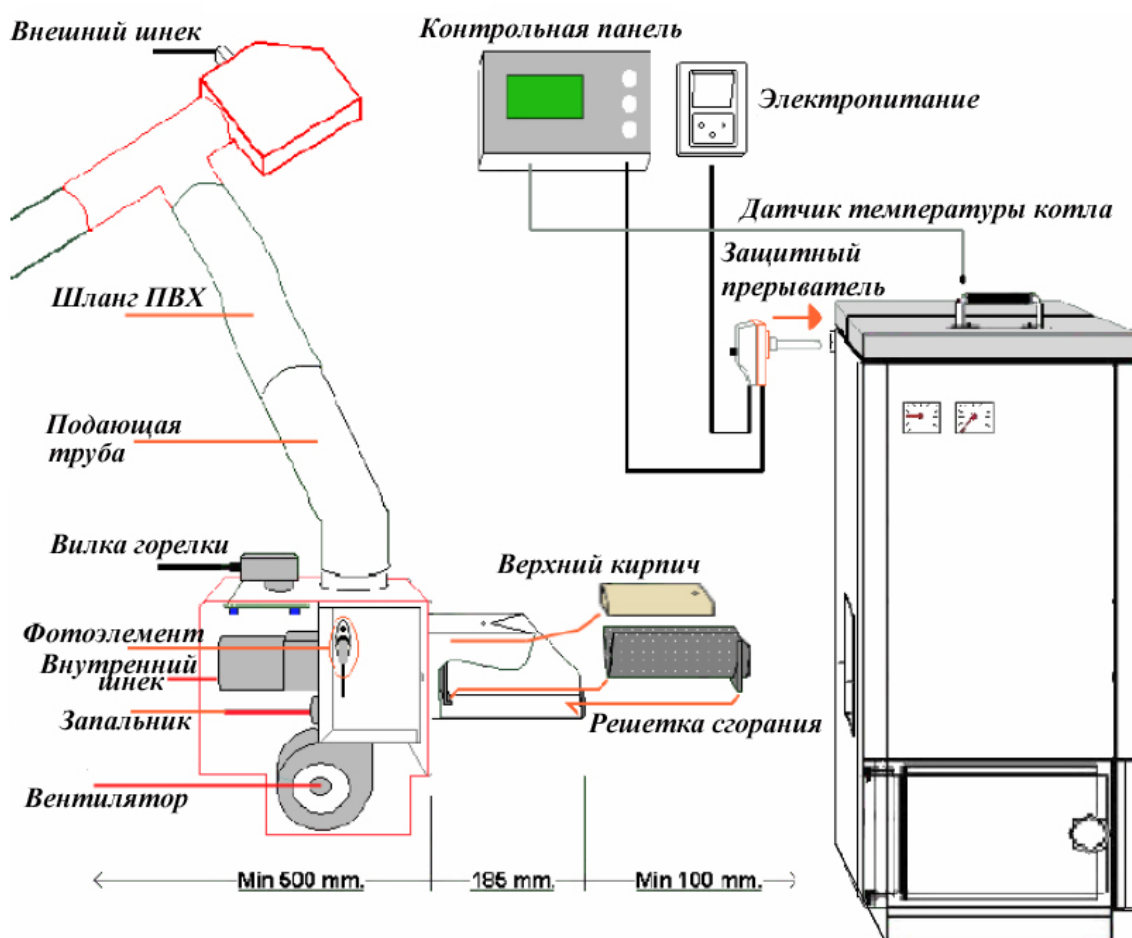 Внешний шнек
Контрольная панель
Электропитание
Датчик температуры котла
Защитный
прерыватель
Шланг ПВХ
Подающая
труба
Вилка горелки
Верхний кирпич
Фотоэлемент
Внутренний
шнек
Запальник
Решетка сгорания
Вентилятор
Min 500 mm.
185 mm.
Min 100 mm.